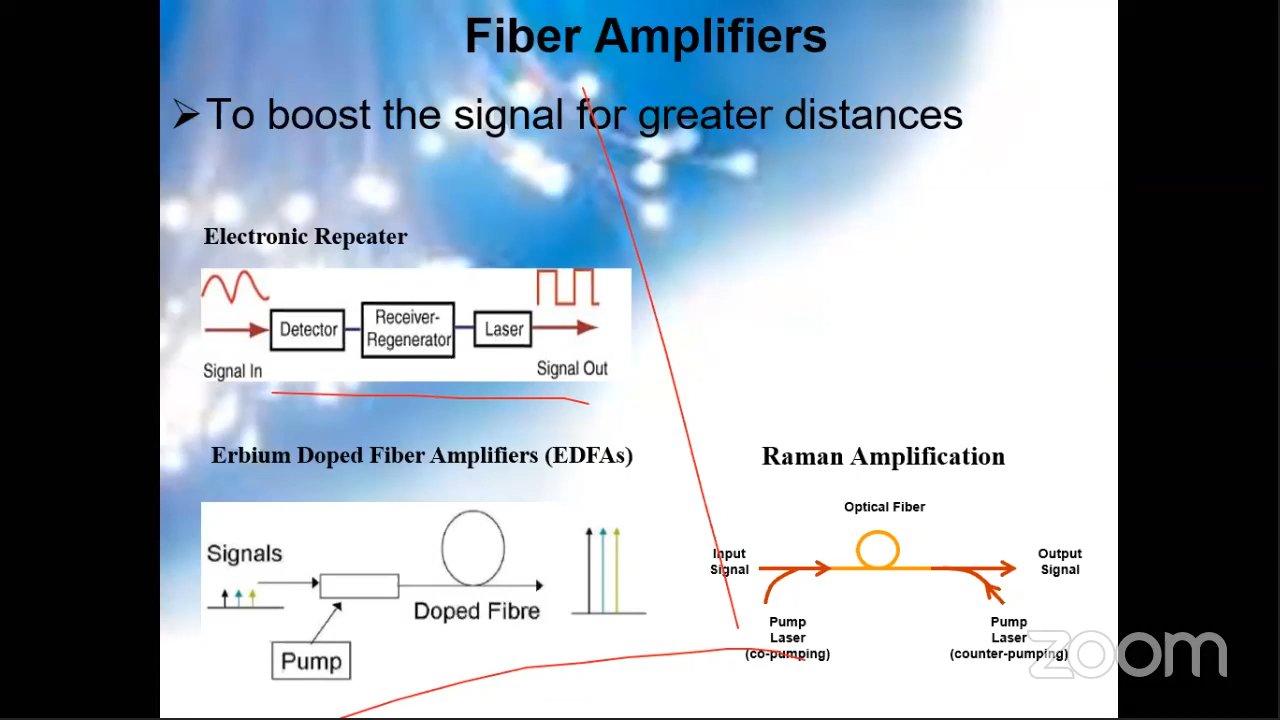 Fiber Amplifiers
➢ To boost the signal for greater distances
Electronic Repeater
Detector
Receiver-
Regenerator
Laser
Signal In
Signal Out
Erbium Doped Fiber Amplifiers (EDFAs)
Signals
Doped Fibre
Pump
Raman Amplification
Optical Fiber
Input
Signal
Output
Signal
Pump
Laser
(co-pumping)
Pump
Laser
(counter-pumping)
zoom